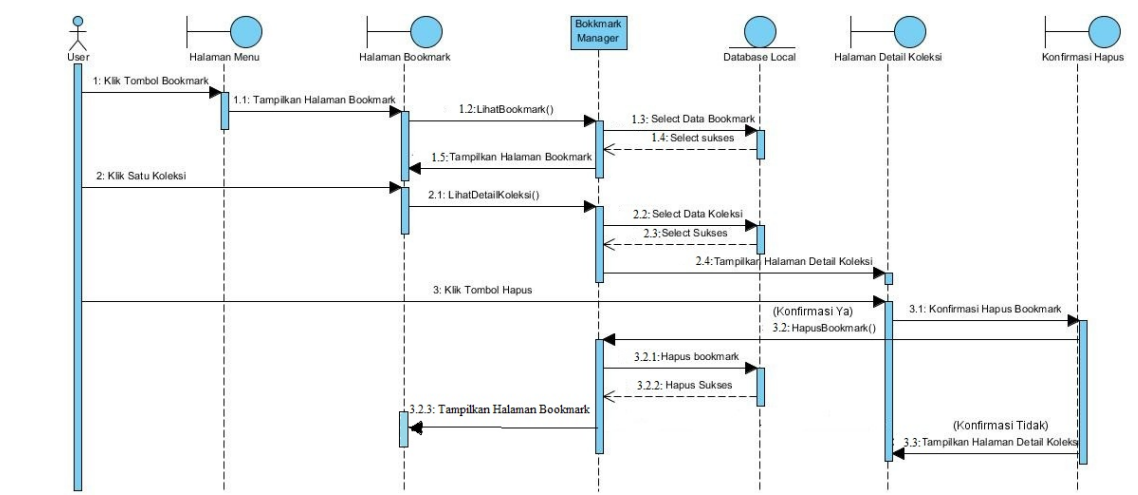 Bokkmark
Manager
User
Halaman Menu
Halaman Bookmark
Database Local
Halaman Detail Koleksi
Konfirmasi Hapus
1: Klik Tombol Bookmark
1.1: Tampilkan Halaman Bookmark
1.2:LihatBookmark()
1.3: Select Data Bookmark
1.4: Select sukses
1.5:Tampilkan Halaman Bookmark
2: Klik Satu Koleksi
2.1: LihatDetailKoleksi()
2.2: Select Data Koleksi
2.3:Select Sukses
2.4:Tampilkan Halaman Detail Koleksi
3: Klik Tombol Hapus
(Konfirmasi Ya)
3.1: Konfirmasi Hapus Bookmark
3.2: HapusBookmark()
3.2.1:Hapus bookmark
3.2.2: Hapus Sukses
3.2.3: Tampilkan Halaman Bookmark
(Konfirmasi Tidak)
3.3:Tampilkan Halaman Detail Koleks